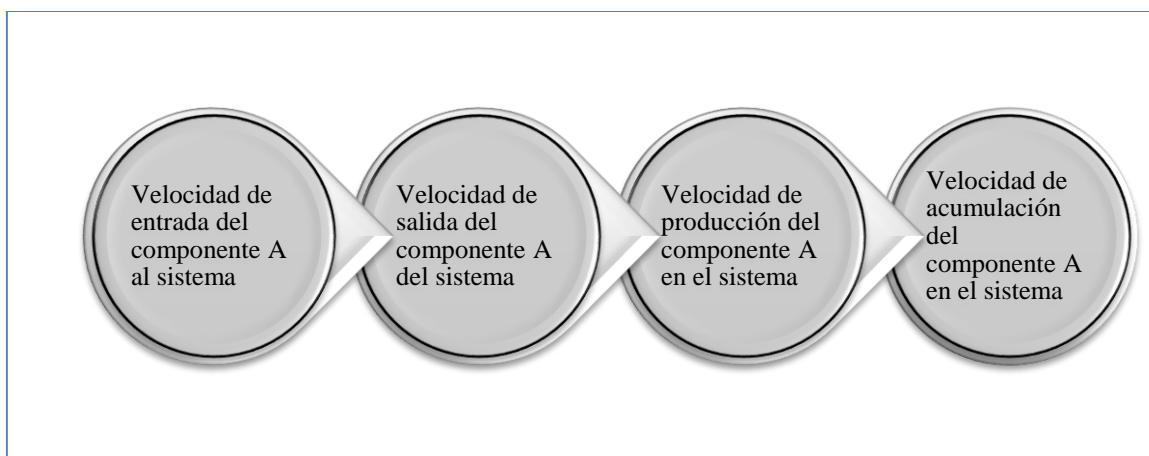 Velocidad de
entrada del
componente A
al sistema
Velocidad de
salida del
componente A
del sistema
Velocidad de
producción del
componente A
en el sistema
Velocidad de
acumulación
del
componente A
en el sistema